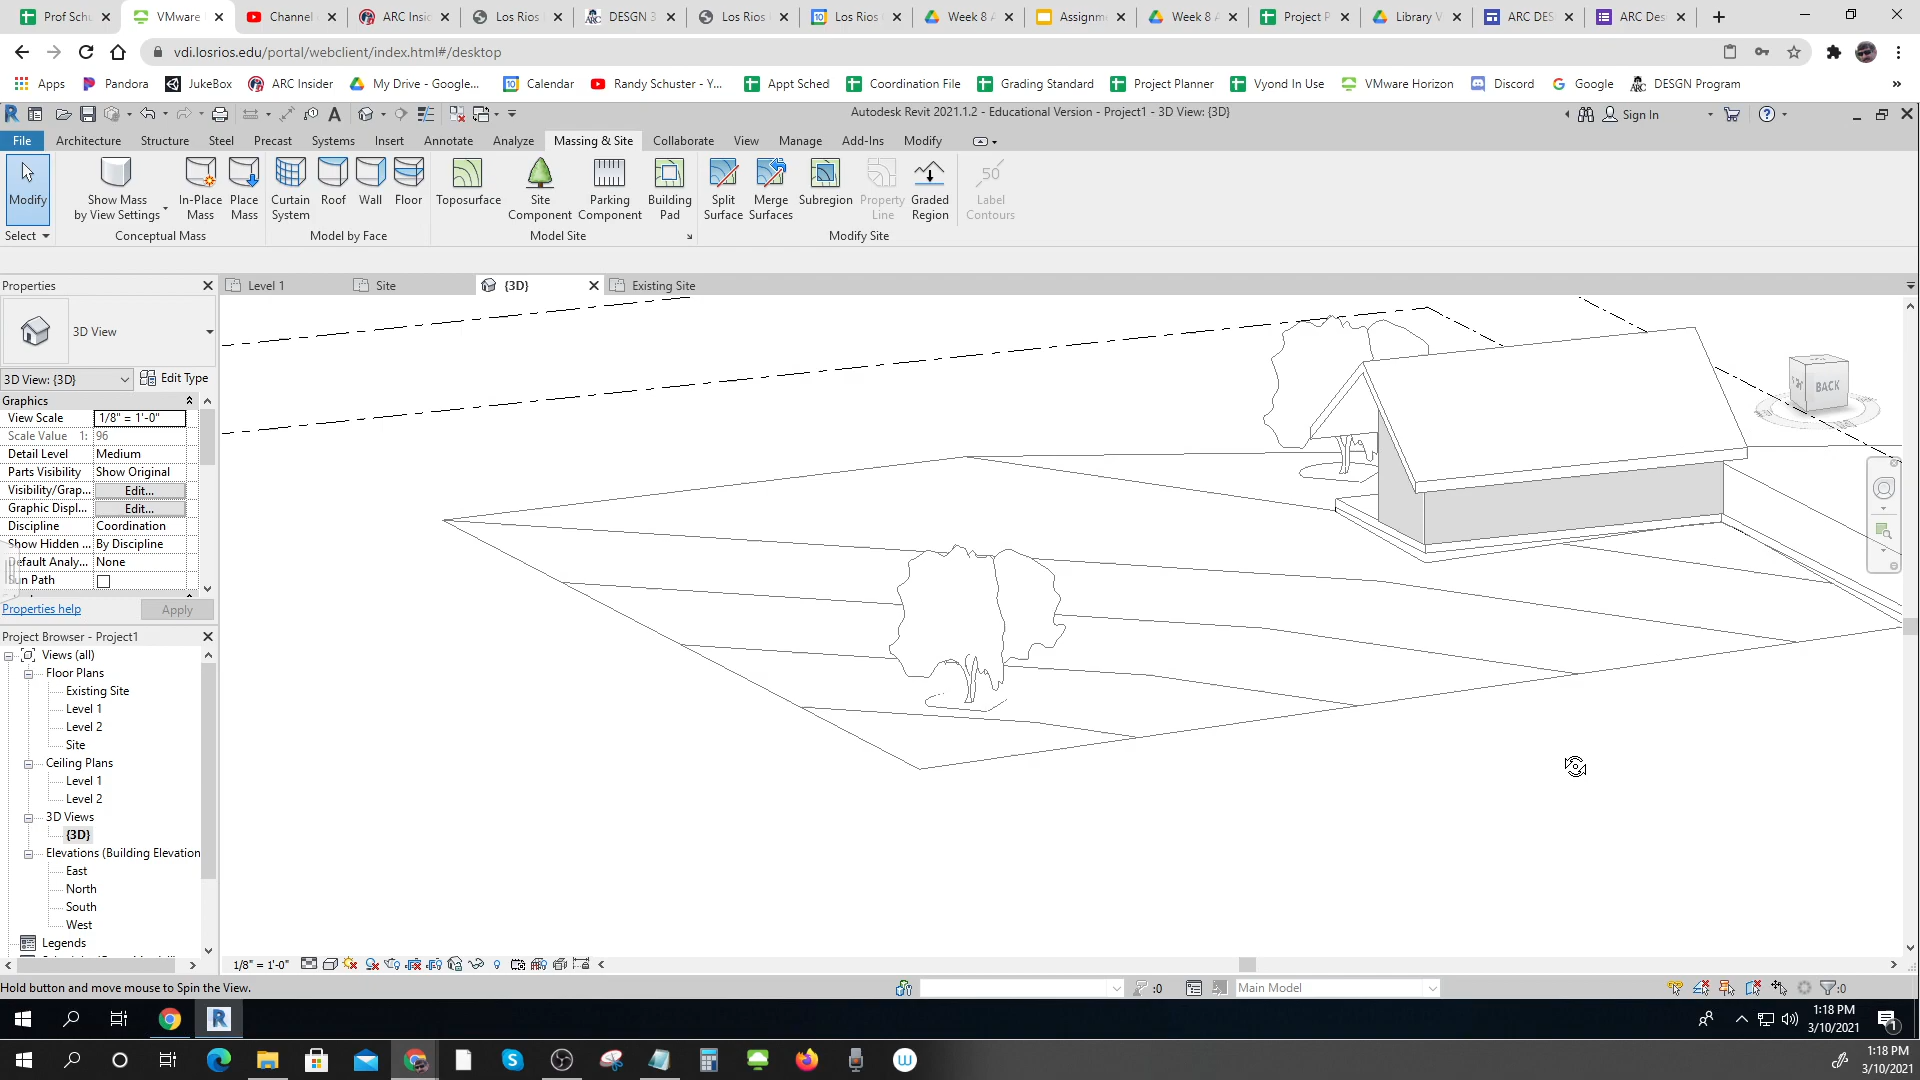 Prof Schu
VMware
Channel
ARC Insid
Los Rios
DESGN 3
Los Rios
Los Rios
Week 8 A
Assignm
Week 8 A
Project P
Library V
ARC DES
ARC Des
vdi.losrios.edu/portal/webclient/index.html#/desktop
Apps
Pandora
JukeBox
ARC Insider
My Drive - Google...
Calendar
Randy Schuster - Y...
Appt Sched
Coordination File
Grading Standard
Project Planner
Vyond In Use
VMware Horizon
Discord
Google
DESGN Program
Autodesk Revit 2021.1.2 - Educational Version - Project1 - 3D View: {3D}
Sign In
File
Architecture
Structure
Steel
Precast
Systems
Insert
Annotate
Analyze
Massing & Site
Collaborate
View
Manage
Add-Ins
Modify
Modify
Show Mass
by View Settings
In-Place
Mass
Place
Mass
Curtain
System
Roof
Wall
Floor
Toposurface
Site
Component
Parking
Component
Building
Pad
Split
Surface
Merge
Surfaces
Subregion
Property
Line
Graded
Region
50
Label
Contours
Select
Conceptual Mass
Model by Face
Model Site
Modify Site
Properties
Level 1
Site
{3D}
Existing Site
3D View
3D View: {3D}
Edit Type
Graphics
View Scale 1/8" = 1'-0"
Scale Value 1: 96
Detail Level Medium
Parts Visibility Show Original
Visibility/Grap... Edit...
Graphic Displ... Edit...
Discipline Coordination
Show Hidden ... By Discipline
Default Analy... None
Sun Path
Properties help
Apply
BACK
Project Browser - Project1
Views (all)
Floor Plans
Existing Site
Level 1
Level 2
Site
Ceiling Plans
Level 1
Level 2
3D Views
{3D}
Elevations (Building Elevation
East
North
South
West
Legends
1/8" = 1'-0"
Hold button and move mouse to Spin the View.
:0
Main Model
:0
1:18 PM
3/10/2021
1
1:18 PM
3/10/2021